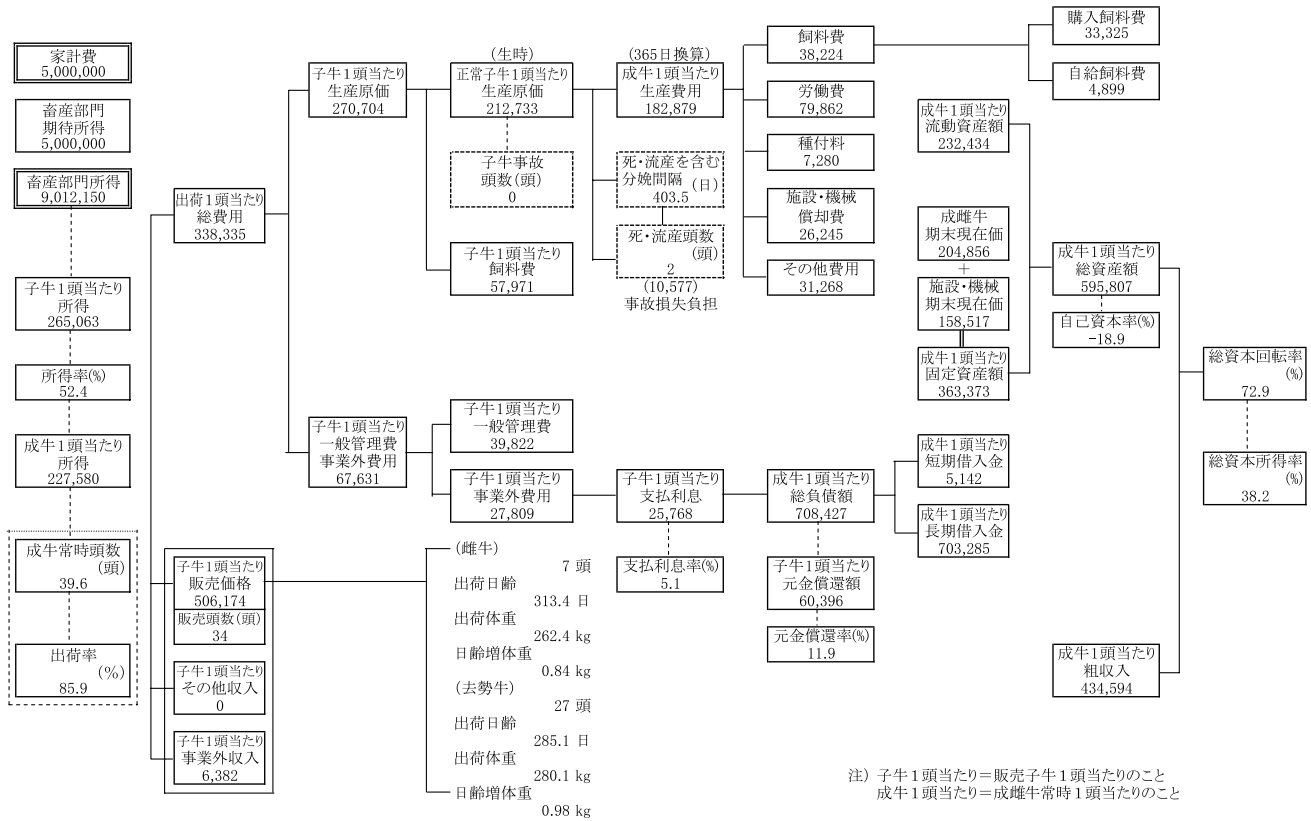 家計費
5,000,000
畜産部門
期待所得
5,000,000
畜産部門所得
9,012,150
子牛1頭当たり
所得
265,063
所得率(%)
52.4
成牛1頭当たり
所得
227,580
成牛常時頭数
(頭)
39.6
出荷率
(%)
85.9
出荷1頭当たり
総費用
338,335
子牛1頭当たり
販売価格
506,174
販売頭数(頭)
34
子牛1頭当たり
その他収入
0
子牛1頭当たり
事業外収入
6,382
子牛1頭当たり
生産原価
270,704
子牛1頭当たり
一般管理費
事業外費用
67,631
(生時)
正常子牛1頭当たり
生産原価
212,733
子牛事故
頭数(頭)
0
子牛1頭当たり
飼料費
57,971
子牛1頭当たり
一般管理費
39,822
子牛1頭当たり
事業外費用
27,809
(雌牛)
7 頭
出荷日齢
313.4 日
出荷体重
262.4 kg
日齢増体重
0.84 kg
(去勢牛)
27 頭
出荷日齢
285.1 日
出荷体重
280.1 kg
日齢増体重
0.98 kg
(365日換算)
成牛1頭当たり
生産費用
182,879
死・流産を含む
分娩間隔 (日)
403.5
死・流産頭数
(頭)
2
(10,577)
事故損失負担
子牛1頭当たり
支払利息
25,768
支払利息率(%)
5.1
飼料費
38,224
労働費
79,862
種付料
7,280
施設・機械
償却費
26,245
その他費用
31,268
成牛1頭当たり
総負債額
708,427
子牛1頭当たり
元金償還額
60,396
元金償還率(%)
11.9
購入飼料費
33,325
自給飼料費
4,899
成牛1頭当たり
流動資産額
232,434
成雌牛
期末現在価
204,856
+
施設・機械
期末現在価
158,517
成牛1頭当たり
固定資産額
363,373
成牛1頭当たり
短期借入金
5,142
成牛1頭当たり
長期借入金
703,285
成牛1頭当たり
総資産額
595,807
自己資本率(%)
-18.9
成牛1頭当たり
粗収入
434,594
総資本回転率
(%)
72.9
総資本所得率
(%)
38.2
注) 子牛1頭当たり=販売子牛1頭当たりのこと
成牛1頭当たり=成雌牛常時1頭当たりのこと